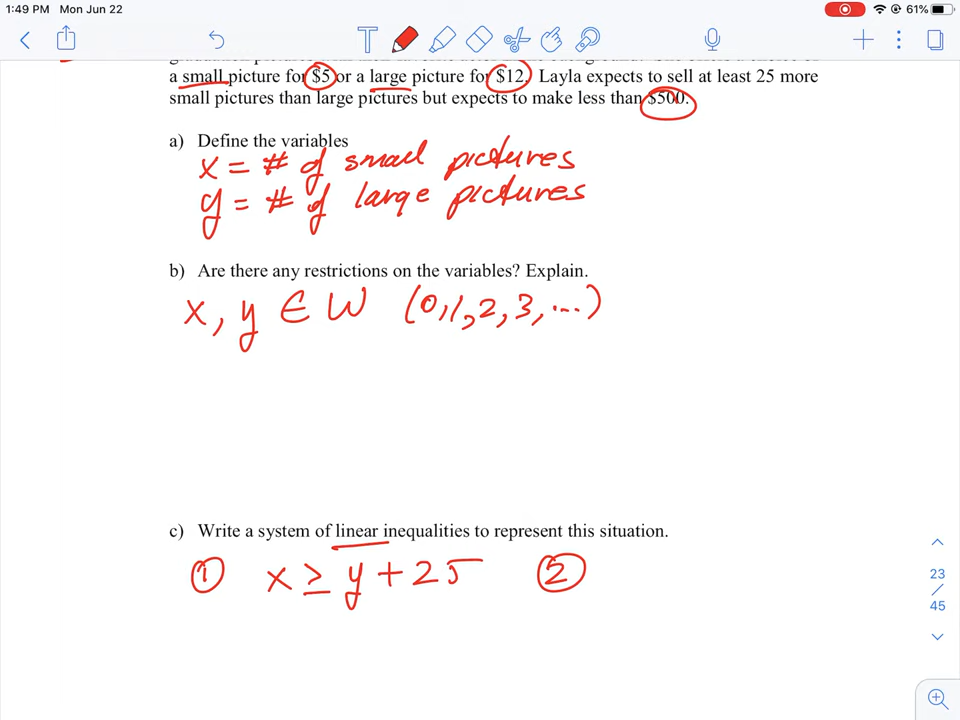 1:49 PM Mon Jun 22 61%
a small picture for $5 or a large picture for $12. Layla expects to sell at least 25 more
small pictures than large pictures but expects to make less than $500.
a) Define the variables
x = # of small pictures
y = # of large pictures
b) Are there any restrictions on the variables? Explain.
x, y ∈ W (0, 1, 2, 3, ...)
c) Write a system of linear inequalities to represent this situation.
① x ≥ y + 25 ②
23
/
45